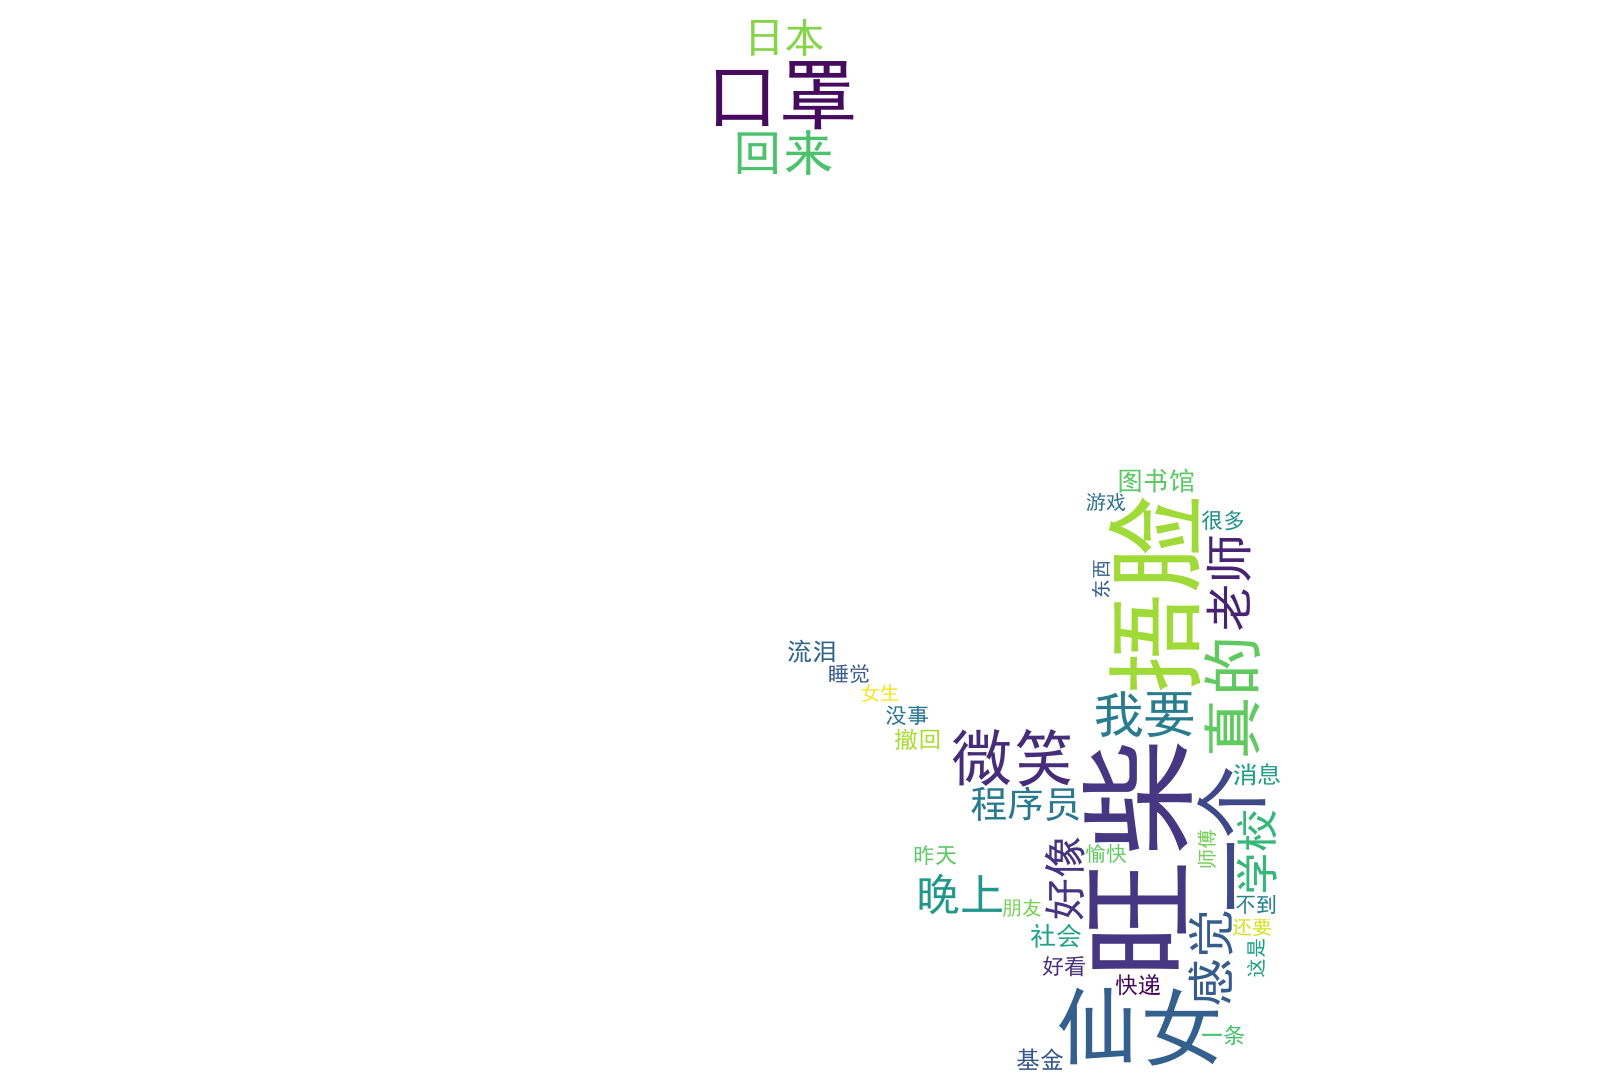 日本
口罩
回来
图书馆
游戏
很多
捂脸
老师
东西
流泪
真的
睡觉
女生
我要
没事
撤回
微笑
旺柴
一个
消息
程序员
学校
师傅
好像
愉快
昨天
晚上
朋友
不到
感觉
还要
社会
这是
好看
快递
仙女
一条
基金